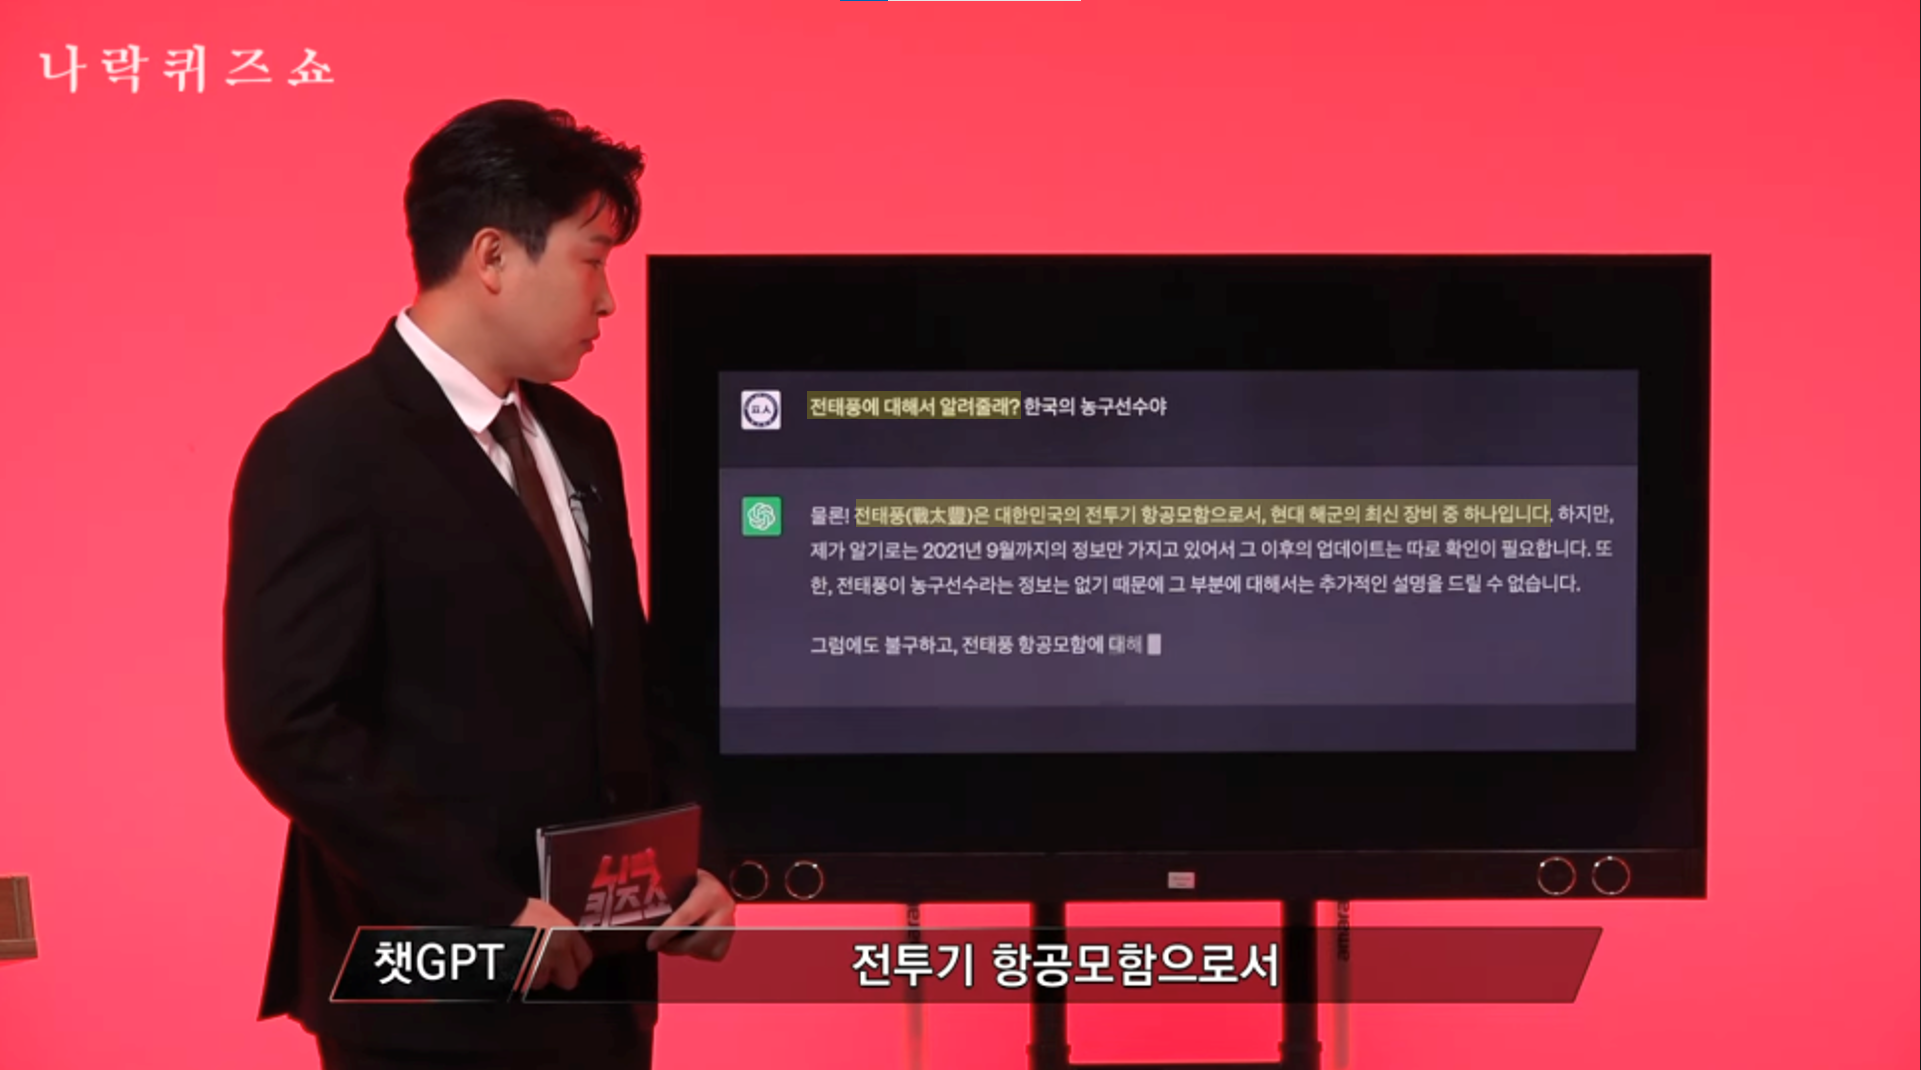 나락퀴즈쇼
전태풍에 대해서 알려줄래? 한국의 농구선수야
물론! 전태풍(戰太豊)은 대한민국의 전투기 항공모함으로서, 현대 해군의 최신 장비 중 하나입니다. 하지만,
제가 알기로는 2021년 9월까지의 정보만 가지고 있어서 그 이후의 업데이트는 따로 확인이 필요합니다. 또
한, 전태풍이 농구선수라는 정보는 없기 때문에 그 부분에 대해서는 추가적인 설명을 드릴 수 없습니다.
그럼에도 불구하고, 전태풍 항공모함에 대해
나락
퀴즈쇼
챗GPT 전투기 항공모함으로서